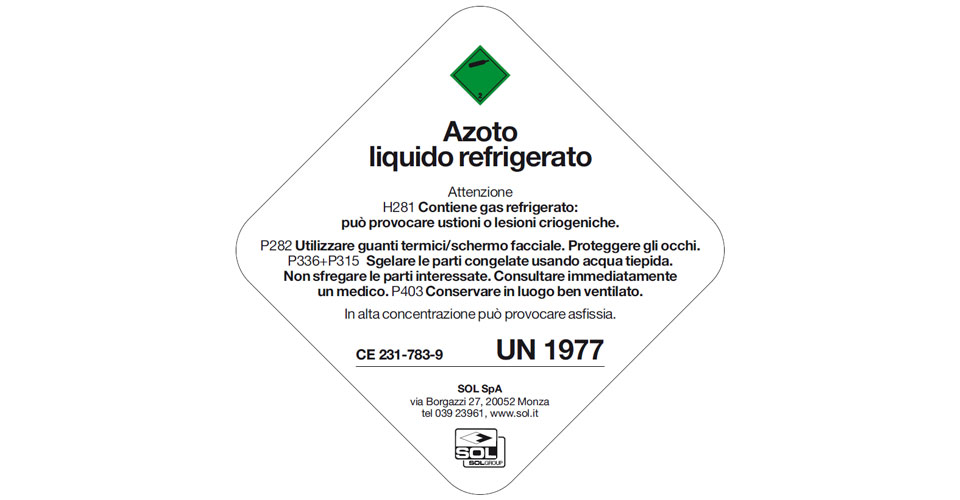 2
Azoto
liquido refrigerato
Attenzione
H281 Contiene gas refrigerato:
può provocare ustioni o lesioni criogeniche.
P282 Utilizzare guanti termici/schermo facciale. Proteggere gli occhi.
P336+P315 Sgelare le parti congelate usando acqua tiepida.
Non sfregare le parti interessate. Consultare immediatamente
un medico. P403 Conservare in luogo ben ventilato.
In alta concentrazione può provocare asfissia.
CE 231-783-9 UN 1977
SOL SpA
via Borgazzi 27, 20052 Monza
tel 039 23961, www.sol.it
SOL
SOLGROUP